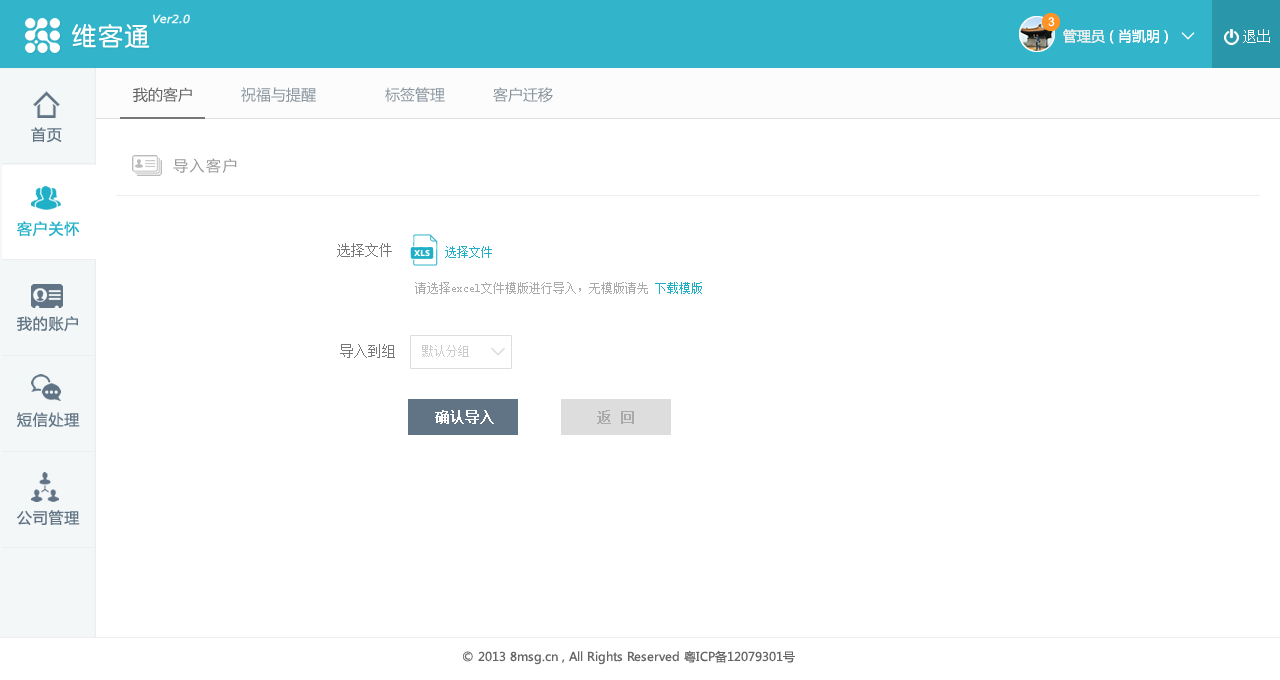 维客通 Ver2.0
3
管理员 ( 肖凯明 )
退出
我的客户 祝福与提醒 标签管理 客户迁移
首页
客户关怀
我的账户
短信处理
公司管理
导入客户
选择文件 XLS 选择文件
请选择excel文件模版进行导入，无模版请先 下载模版
导入到组 默认分组
确认导入 返 回
© 2013 8msg.cn , All Rights Reserved 粤ICP备12079301号